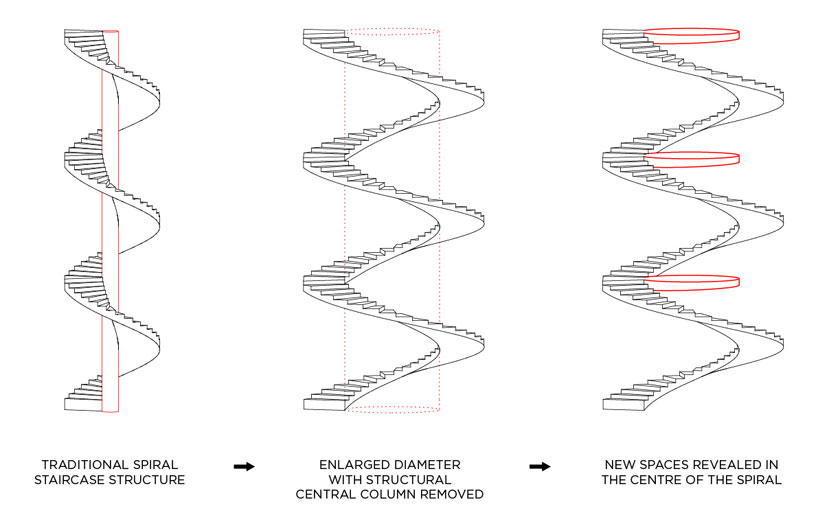 TRADITIONAL SPIRAL
STAIRCASE STRUCTURE
ENLARGED DIAMETER
WITH STRUCTURAL
CENTRAL COLUMN REMOVED
NEW SPACES REVEALED IN
THE CENTRE OF THE SPIRAL